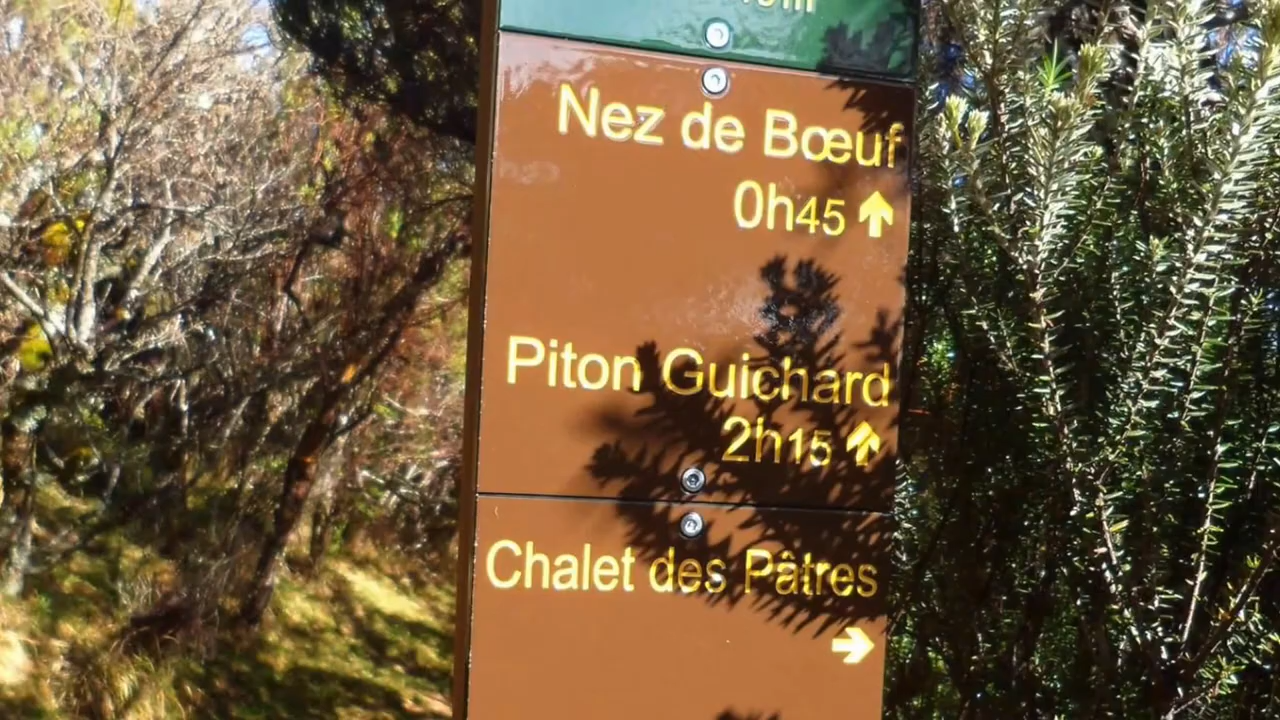 Nez de Bœuf
0h45
Piton Guichard
2h15
Chalet des Pâtres